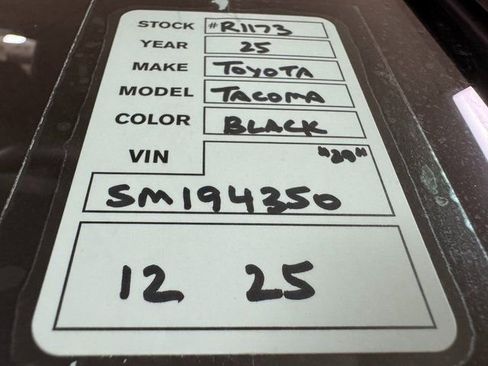 STOCK #R1173
YEAR 25
MAKE TOYOTA
MODEL TACOMA
COLOR BLACK
VIN "20"
SM194350
12 25